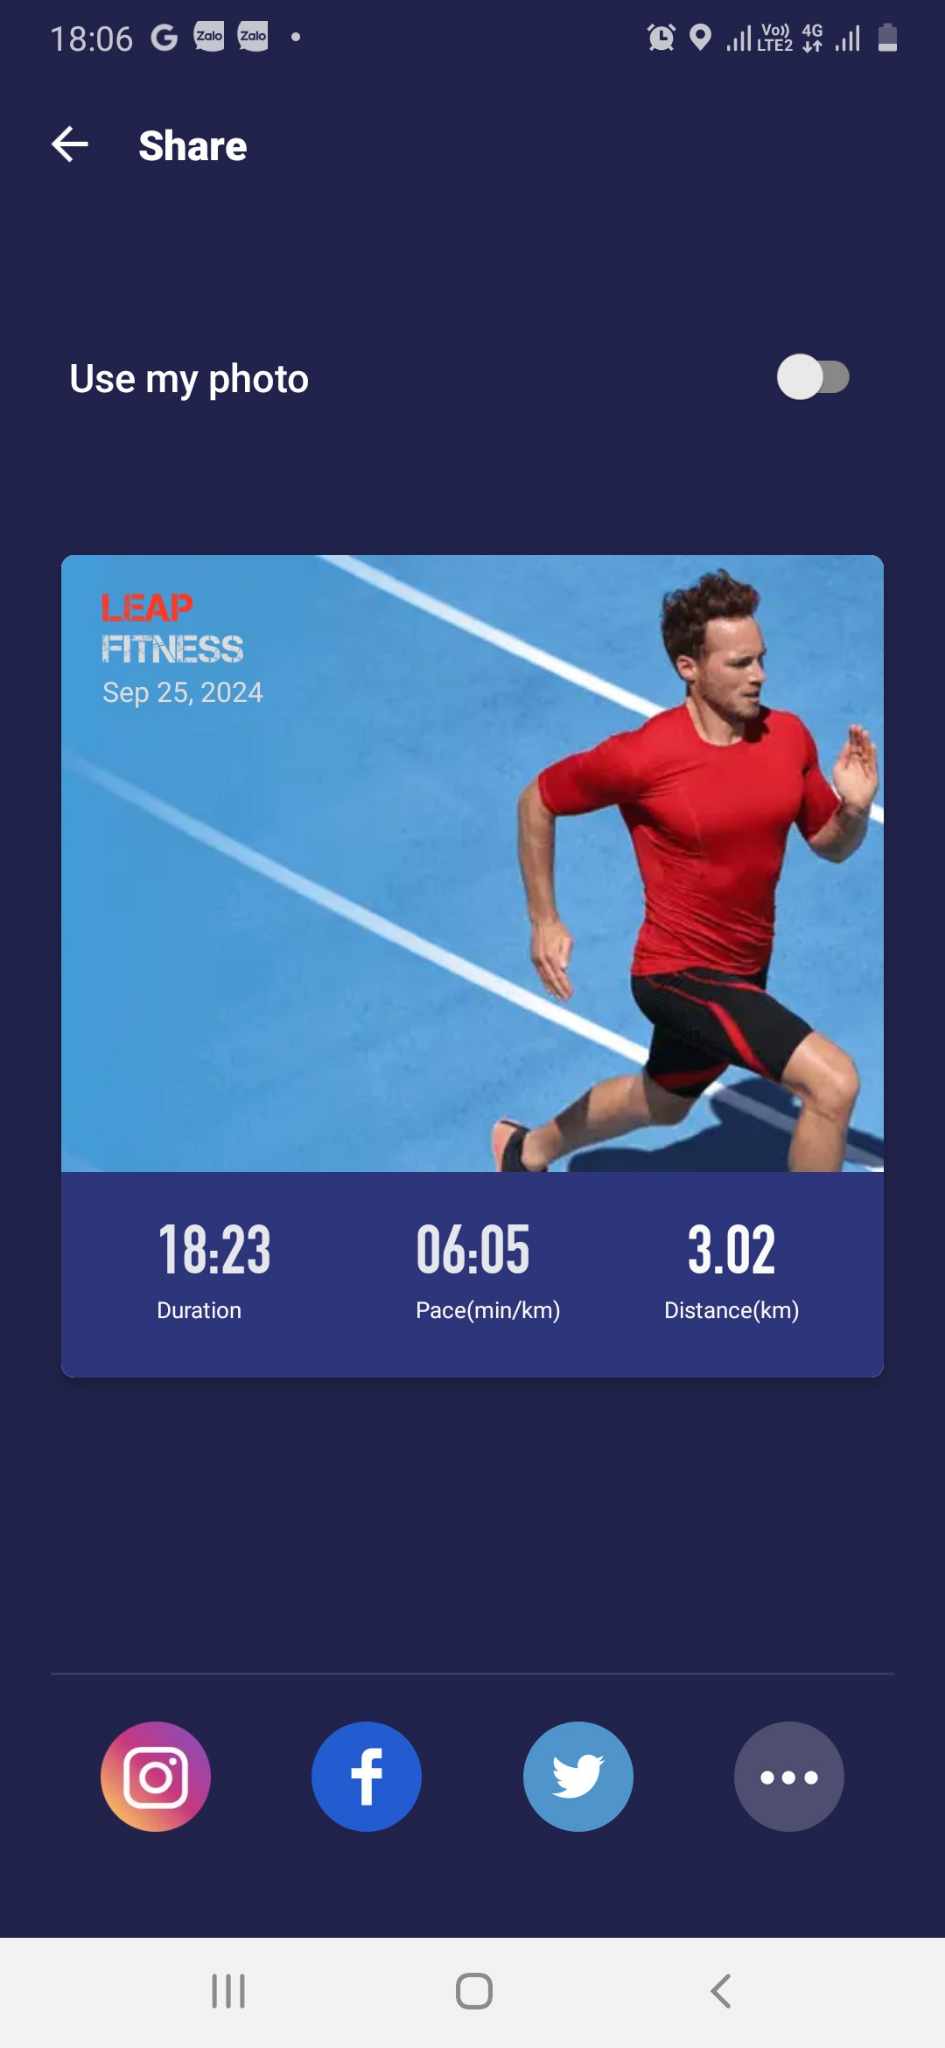 18:06 G Zalo Zalo Vo)) LTE2 4G
Share
Use my photo
LEAP
FITNESS
Sep 25, 2024
18:23 06:05 3.02
Duration Pace(min/km) Distance(km)